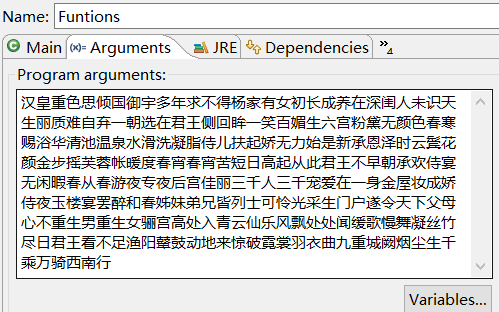 Name: Funtions
Main (x)= Arguments JRE Dependencies »4
Program arguments:
汉皇重色思倾国御宇多年求不得杨家有女初长成养在深闺人未识天
生丽质难自弃一朝选在君王侧回眸一笑百媚生六宫粉黛无颜色春寒
赐浴华清池温泉水滑洗凝脂侍儿扶起娇无力始是新承恩泽时云鬓花
颜金步摇芙蓉帐暖度春宵春宵苦短日高起从此君王不早朝承欢侍宴
无闲暇春从春游夜专夜后宫佳丽三千人三千宠爱在一身金屋妆成娇
侍夜玉楼宴罢醉和春姊妹弟兄皆列士可怜光采生门户遂令天下父母
心不重生男重生女骊宫高处入青云仙乐风飘处处闻缓歌慢舞凝丝竹
尽日君王看不足渔阳鼙鼓动地来惊破霓裳羽衣曲九重城阙烟尘生千
乘万骑西南行
Variables...